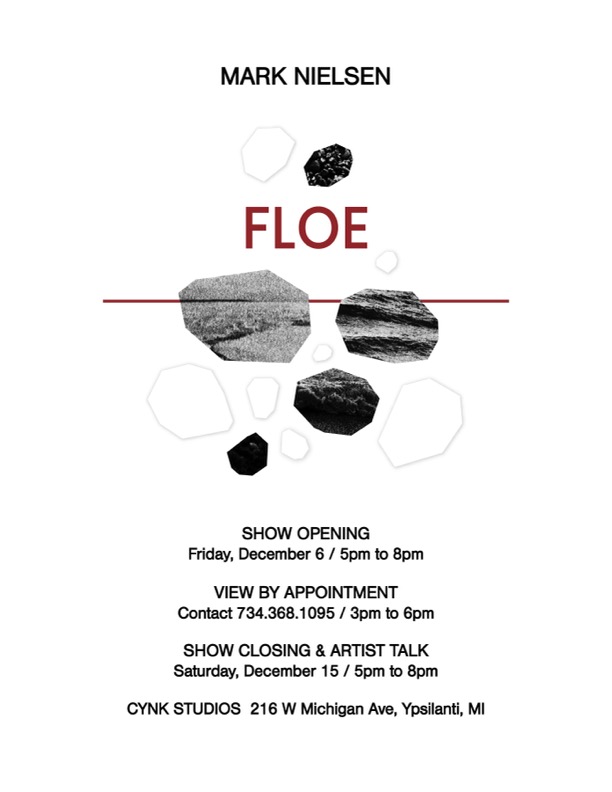 MARK NIELSEN
FLOE
SHOW OPENING
Friday, December 6 / 5pm to 8pm
VIEW BY APPOINTMENT
Contact 734.368.1095 / 3pm to 6pm
SHOW CLOSING & ARTIST TALK
Saturday, December 15 / 5pm to 8pm
CYNK STUDIOS 216 W Michigan Ave, Ypsilanti, MI